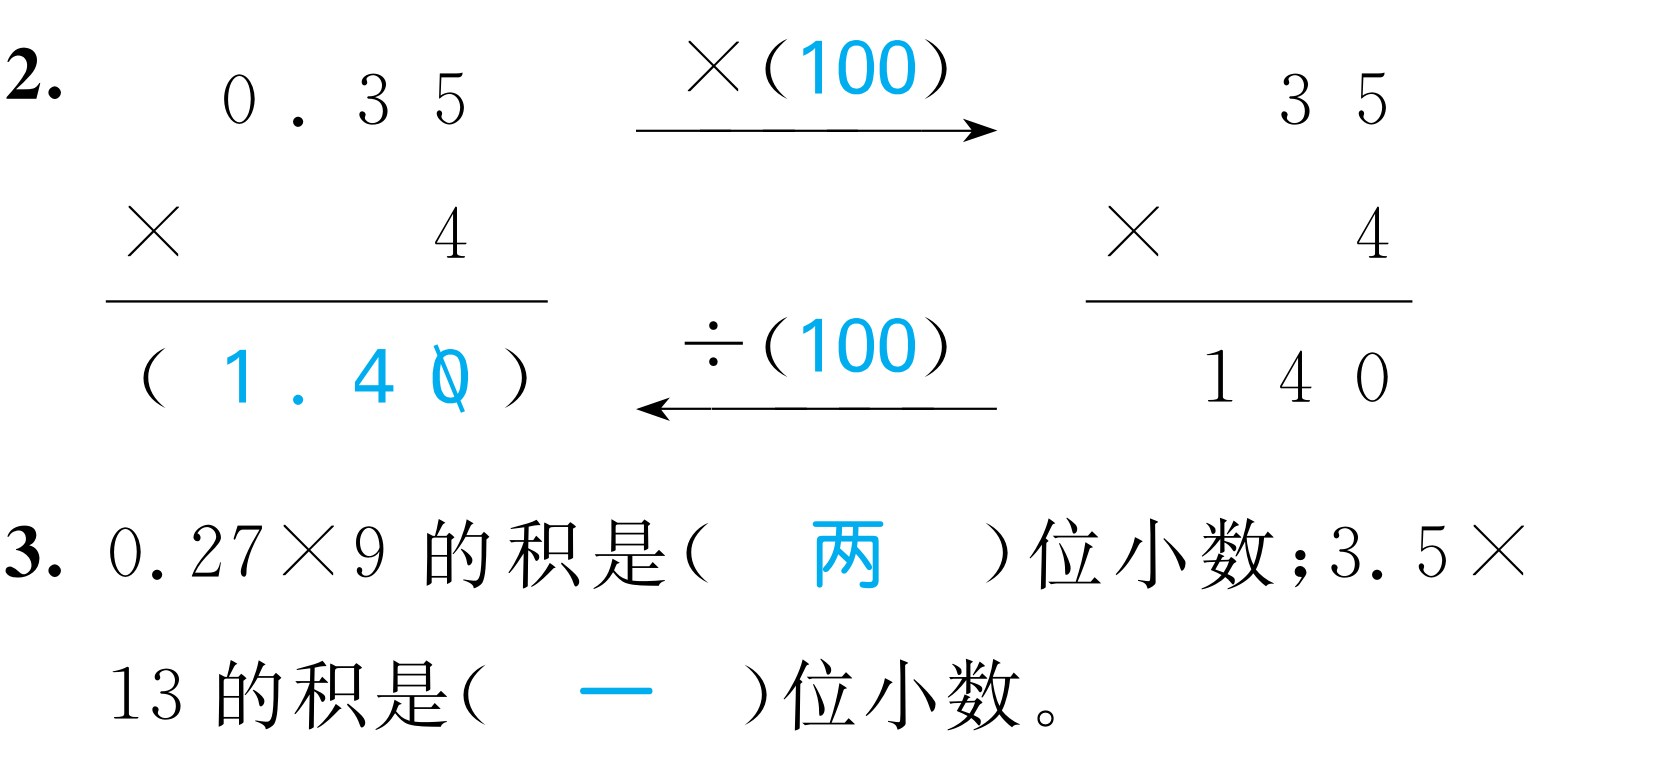 2. 0.35 ×(100) 35
× 4 × 4
(1.40) ÷(100) 140
3. 0.27×9 的积是( 两 )位小数;3.5×
13 的积是( 一 )位小数。